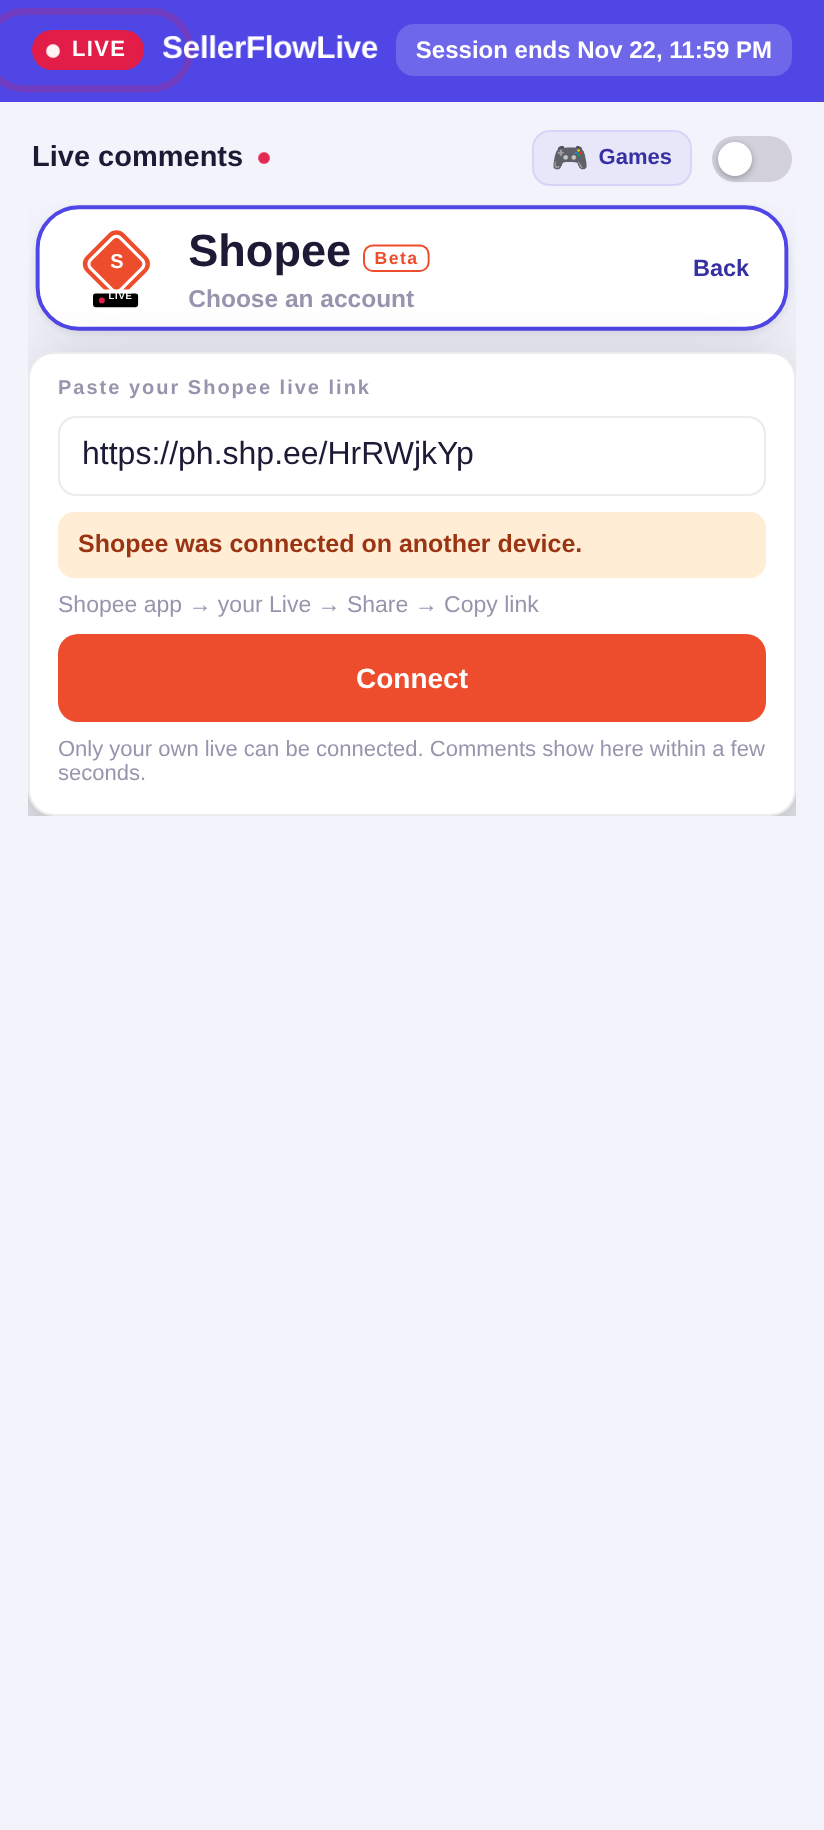 LIVE SellerFlowLive Session ends Nov 22, 11:59 PM
Live comments 🎮 Games
S
LIVE
Shopee Beta
Choose an account
Back
Paste your Shopee live link
https://ph.shp.ee/HrRWjkYp
Shopee was connected on another device.
Shopee app → your Live → Share → Copy link
Connect
Only your own live can be connected. Comments show here within a few
seconds.